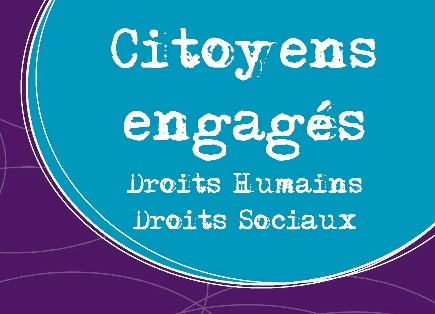 Citoyens
engagés
Droits Humains
Droits Sociaux